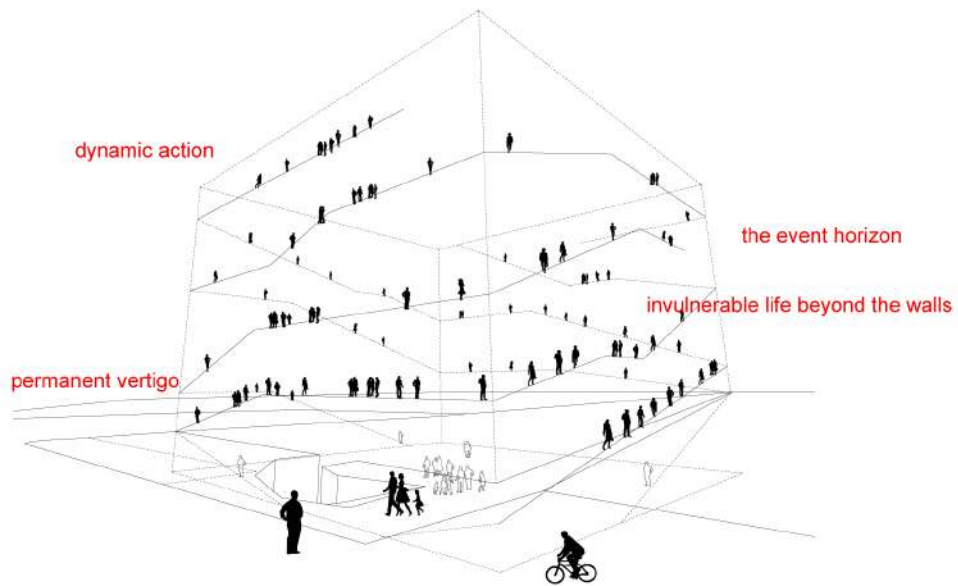 dynamic action
the event horizon
invulnerable life beyond the walls
permanent vertigo